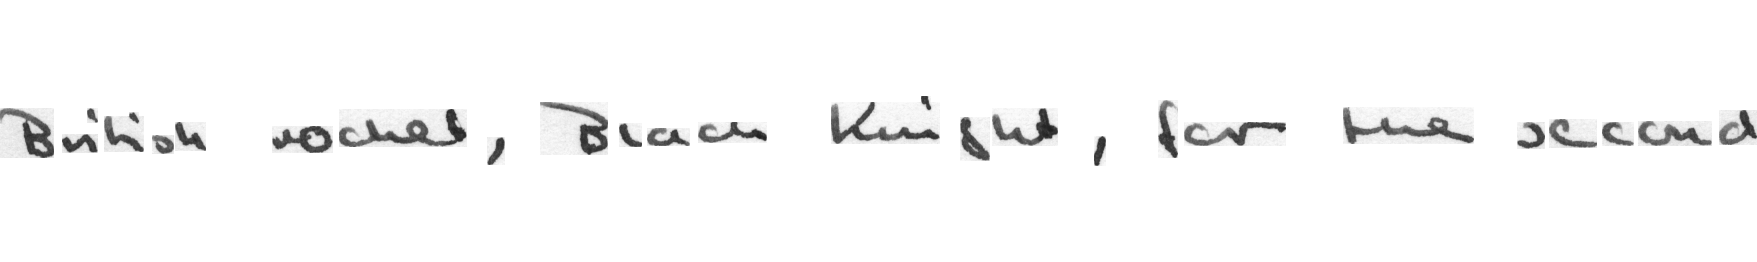 British rocket, Black Knight, for the second